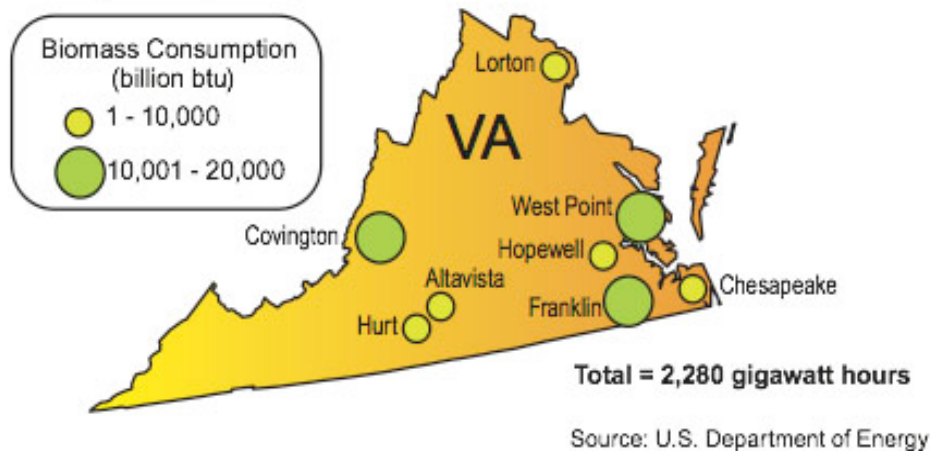 Biomass Consumption
(billion btu)
1 - 10,000
10,001 - 20,000
Lorton
VA
West Point
Covington
Hopewell
Altavista
Chesapeake
Franklin
Hurt
Total = 2,280 gigawatt hours
Source: U.S. Department of Energy